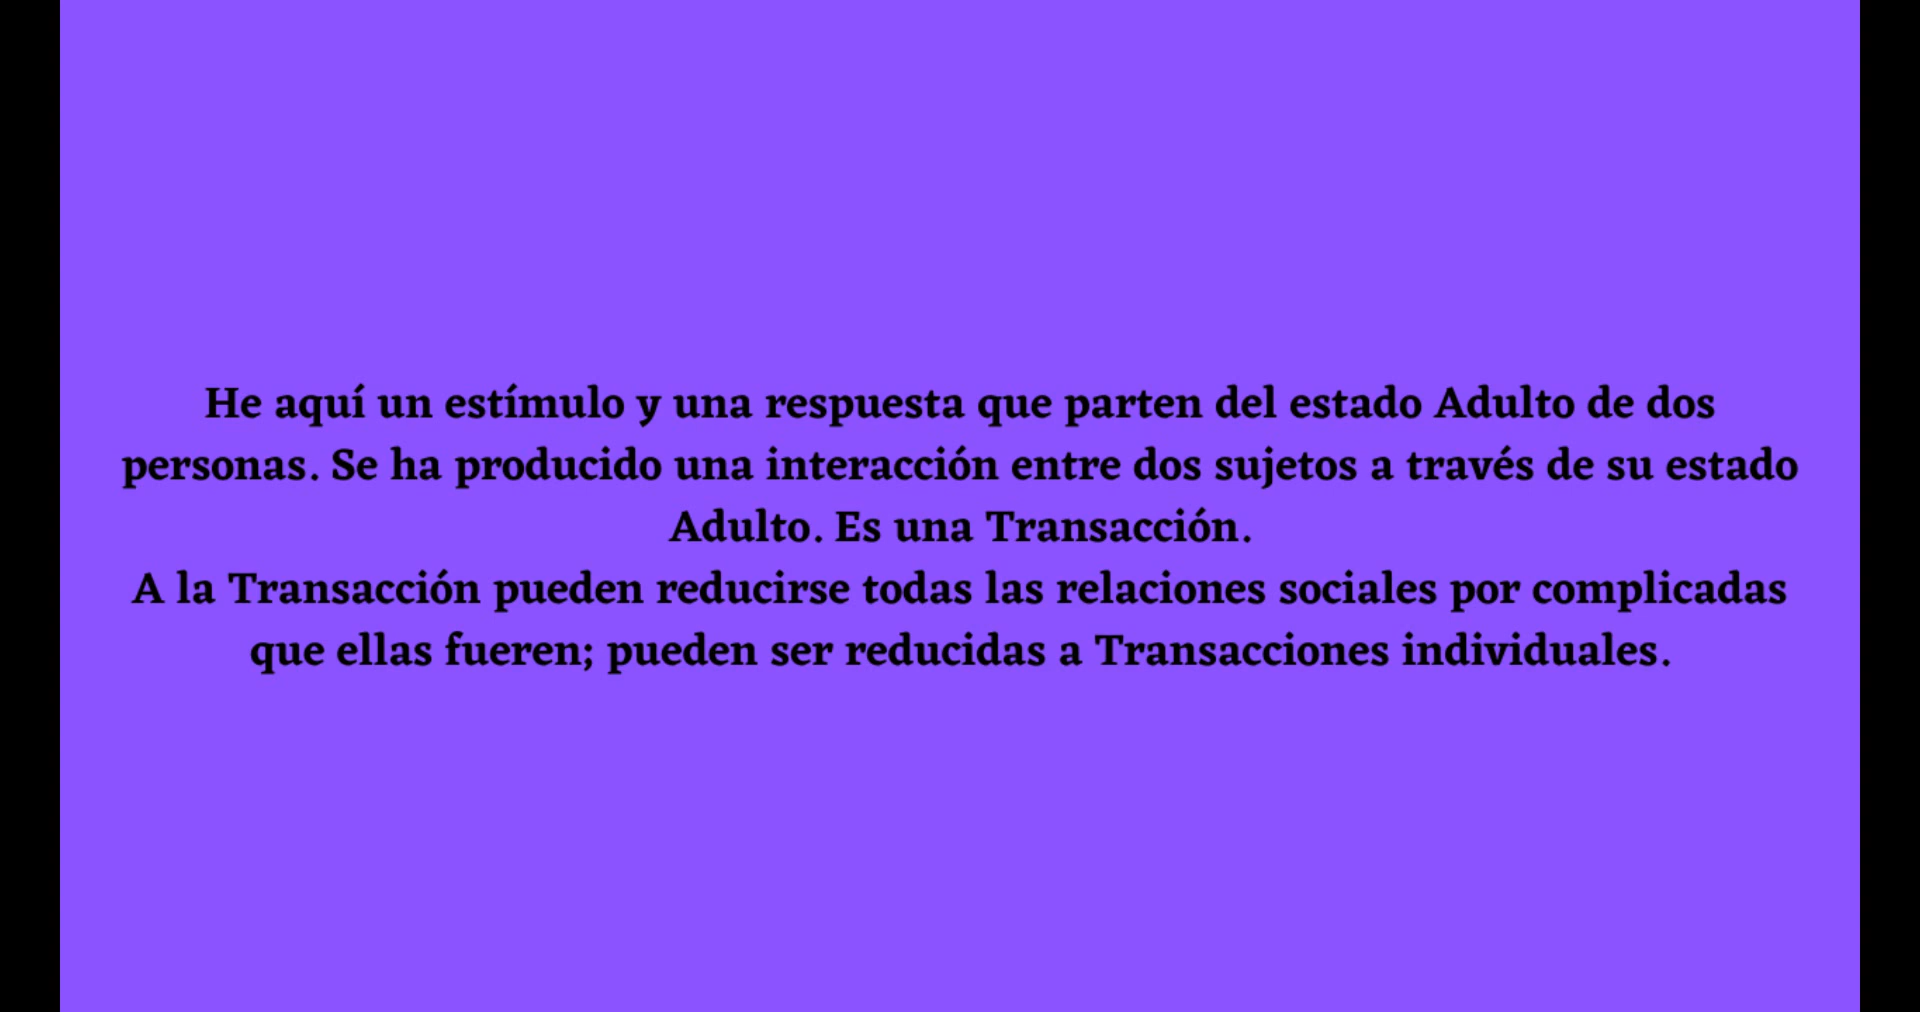 He aquí un estímulo y una respuesta que parten del estado Adulto de dos
personas. Se ha producido una interacción entre dos sujetos a través de su estado
Adulto. Es una Transacción.
A la Transacción pueden reducirse todas las relaciones sociales por complicadas
que ellas fueren; pueden ser reducidas a Transacciones individuales.